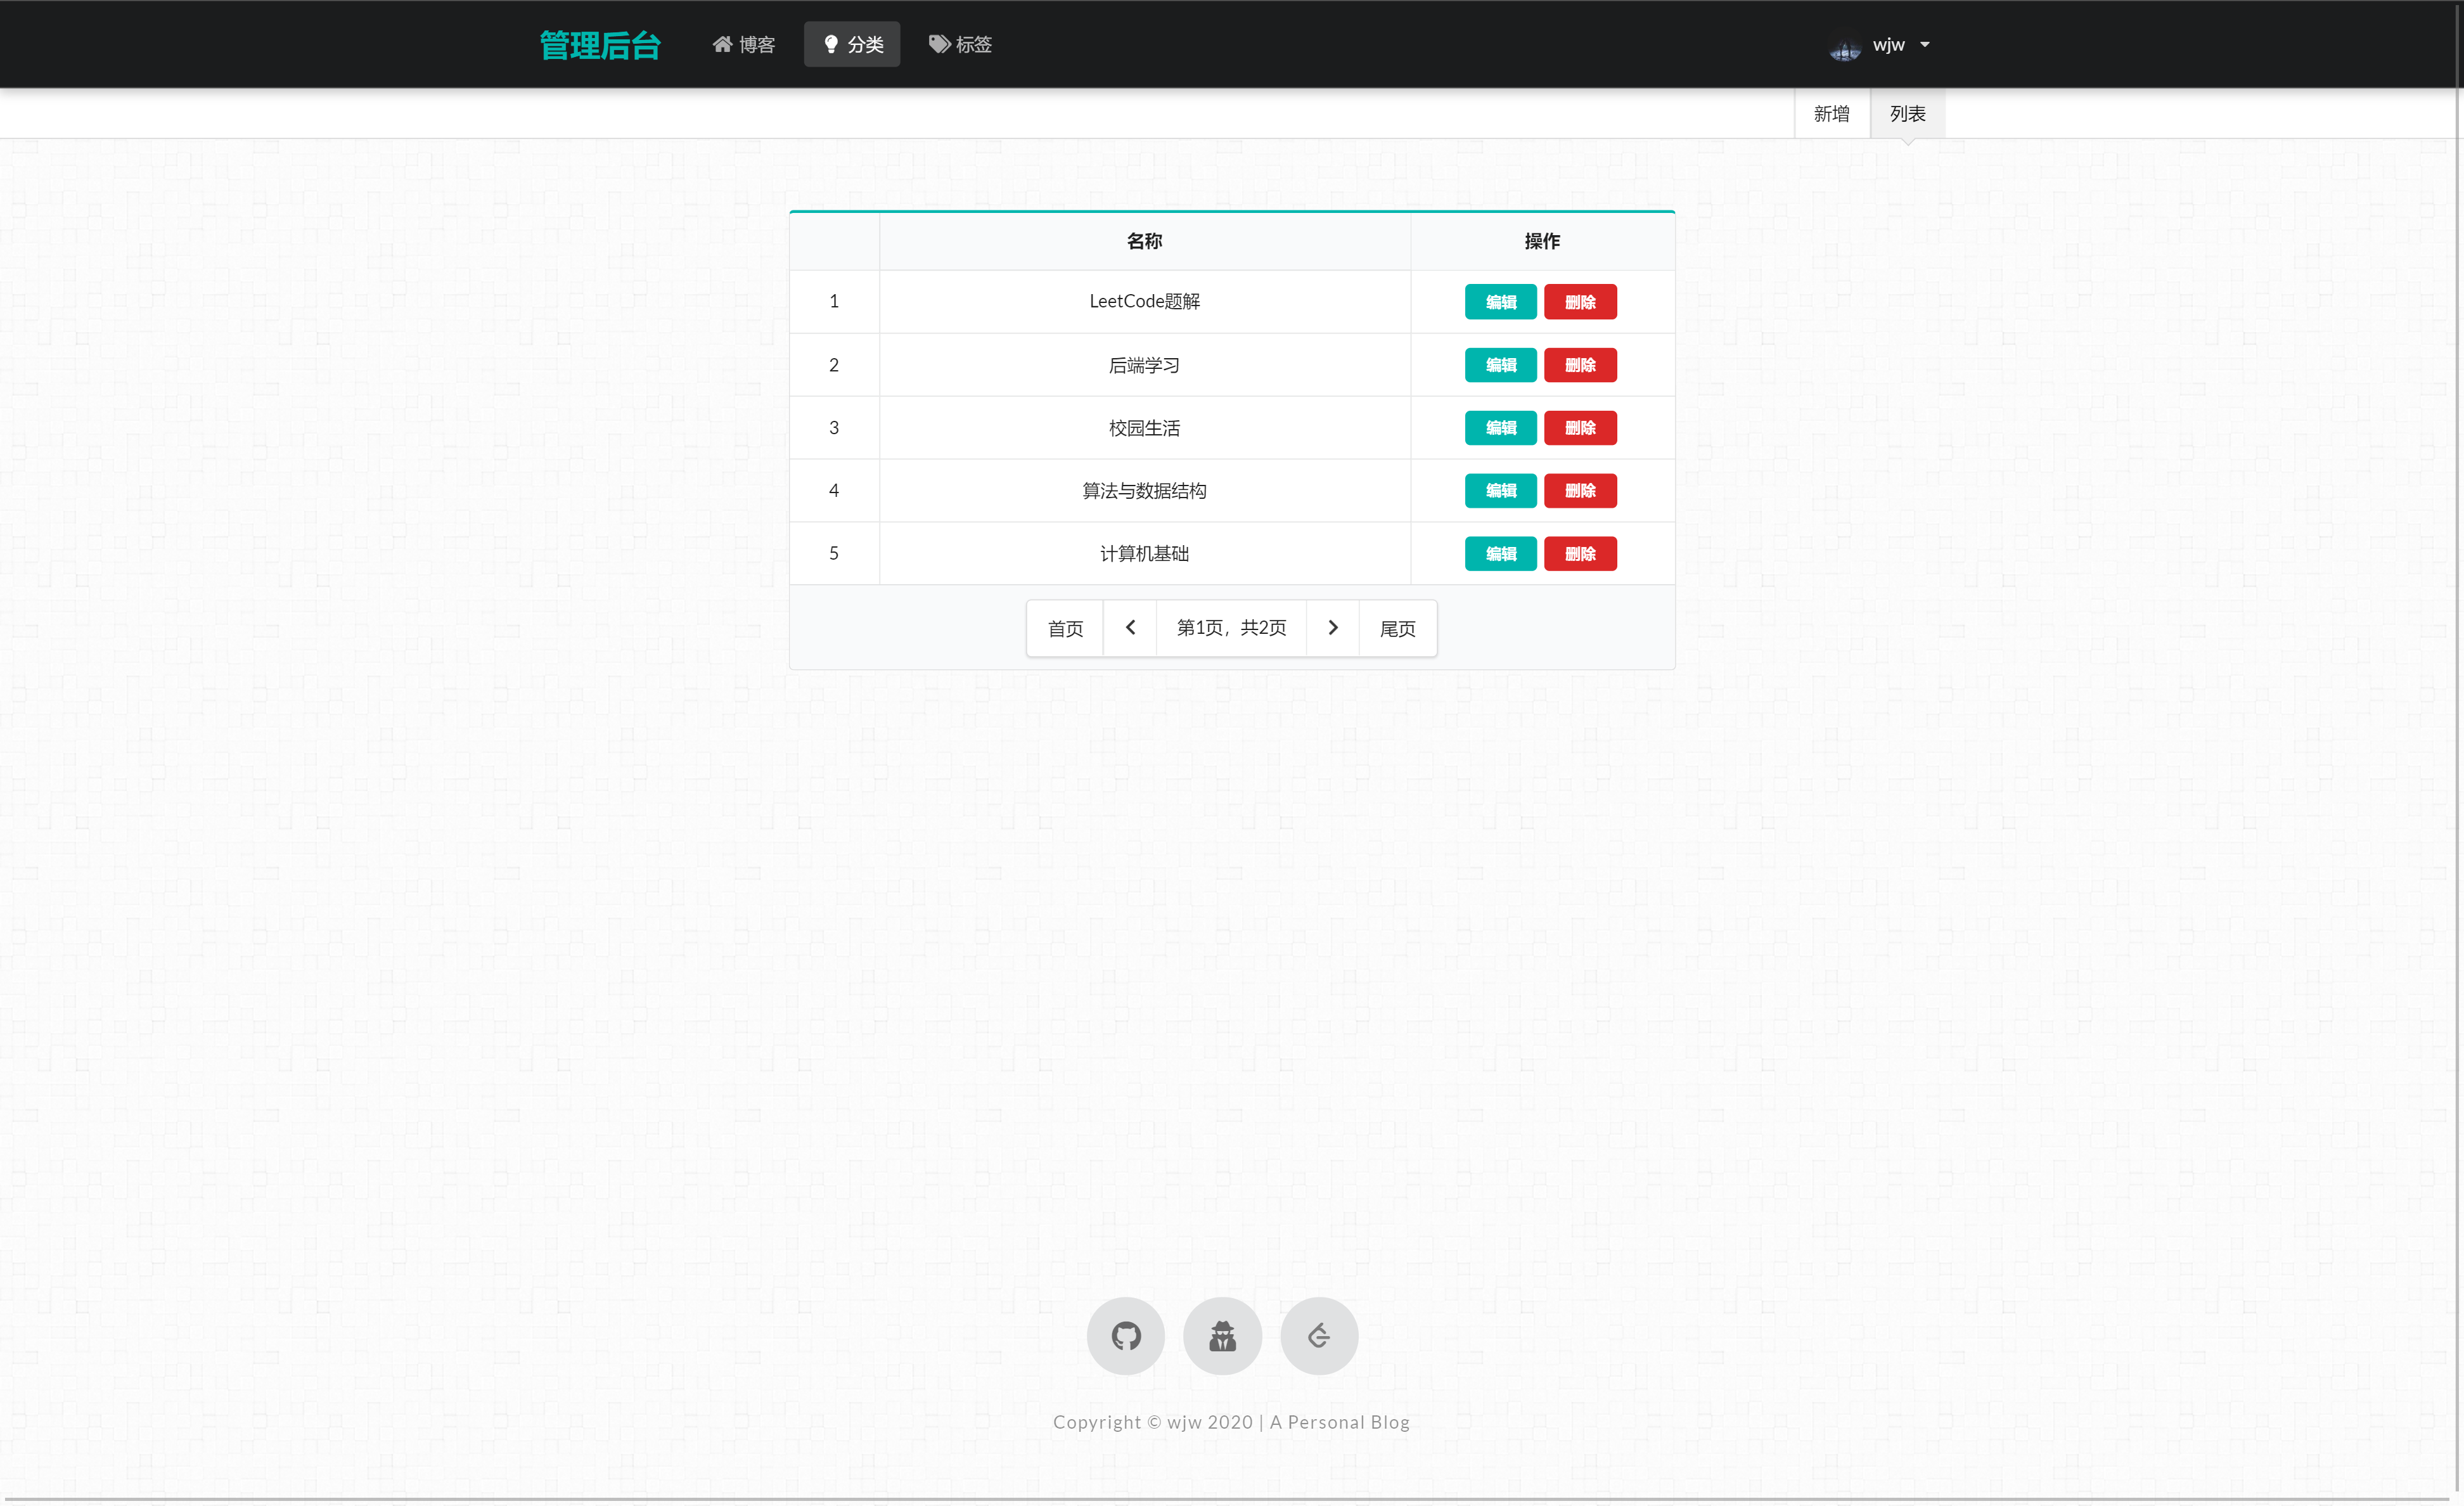 管理后台 博客 分类 标签 wjw
新增 列表
名称 操作
1 LeetCode题解 编辑 删除
2 后端学习 编辑 删除
3 校园生活 编辑 删除
4 算法与数据结构 编辑 删除
5 计算机基础 编辑 删除
首页 第1页，共2页 尾页
Copyright © wjw 2020 | A Personal Blog